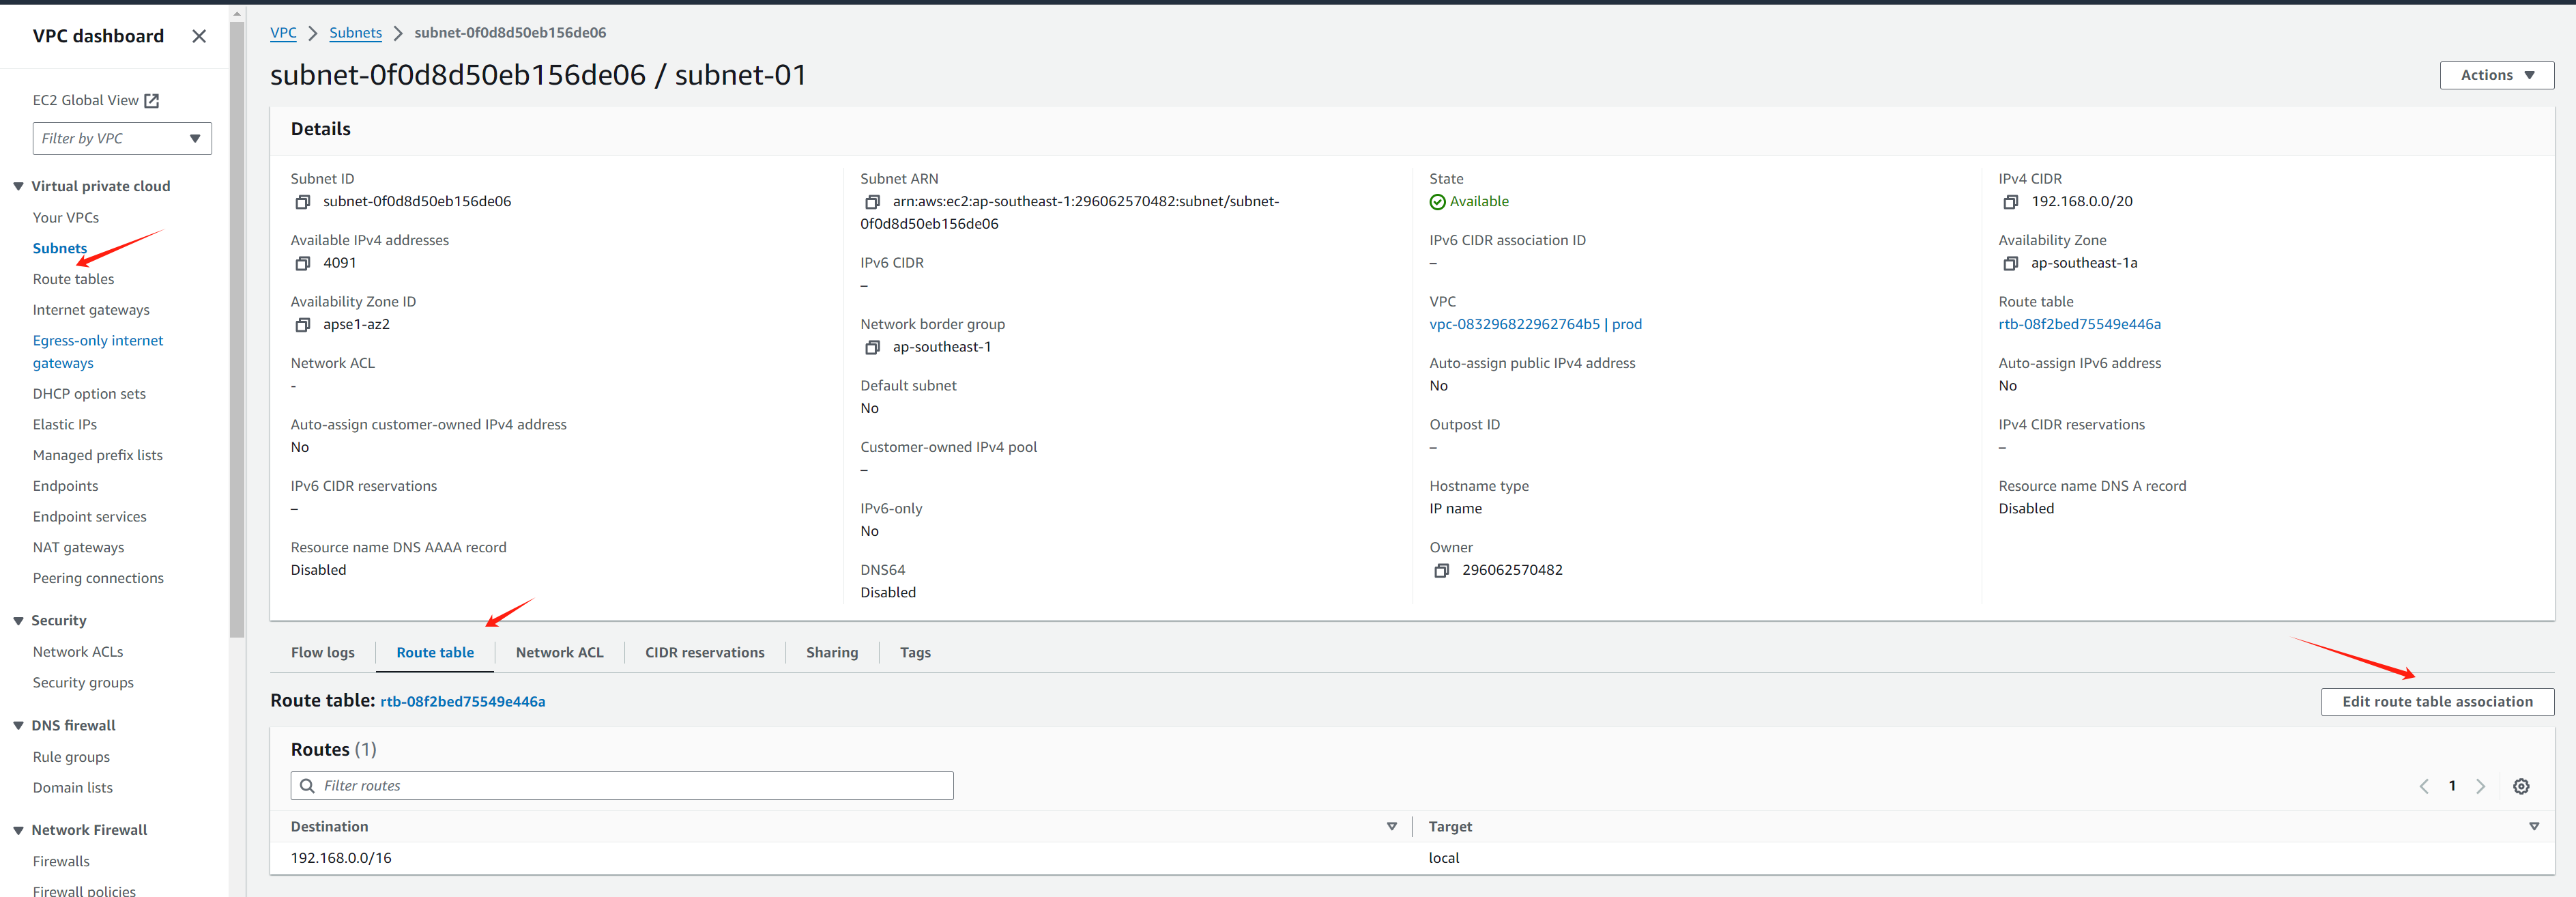 VPC dashboard
EC2 Global View
Filter by VPC
Virtual private cloud
Your VPCs
Subnets
Route tables
Internet gateways
Egress-only internet
gateways
DHCP option sets
Elastic IPs
Managed prefix lists
Endpoints
Endpoint services
NAT gateways
Peering connections
Security
Network ACLs
Security groups
DNS firewall
Rule groups
Domain lists
Network Firewall
Firewalls
Firewall policies
VPC > Subnets > subnet-0f0d8d50eb156de06
subnet-0f0d8d50eb156de06 / subnet-01
Actions
Details
Subnet ID
subnet-0f0d8d50eb156de06
Available IPv4 addresses
4091
Availability Zone ID
apse1-az2
Network ACL
-
Auto-assign customer-owned IPv4 address
No
IPv6 CIDR reservations
–
Resource name DNS AAAA record
Disabled
Subnet ARN
arn:aws:ec2:ap-southeast-1:296062570482:subnet/subnet-
0f0d8d50eb156de06
IPv6 CIDR
–
Network border group
ap-southeast-1
Default subnet
No
Customer-owned IPv4 pool
–
IPv6-only
No
DNS64
Disabled
State
Available
IPv6 CIDR association ID
–
VPC
vpc-083296822962764b5 | prod
Auto-assign public IPv4 address
No
Outpost ID
–
Hostname type
IP name
Owner
296062570482
IPv4 CIDR
192.168.0.0/20
Availability Zone
ap-southeast-1a
Route table
rtb-08f2bed75549e446a
Auto-assign IPv6 address
No
IPv4 CIDR reservations
–
Resource name DNS A record
Disabled
Flow logs Route table Network ACL CIDR reservations Sharing Tags
Route table: rtb-08f2bed75549e446a
Edit route table association
Routes (1)
Filter routes
1
Destination Target
192.168.0.0/16 local